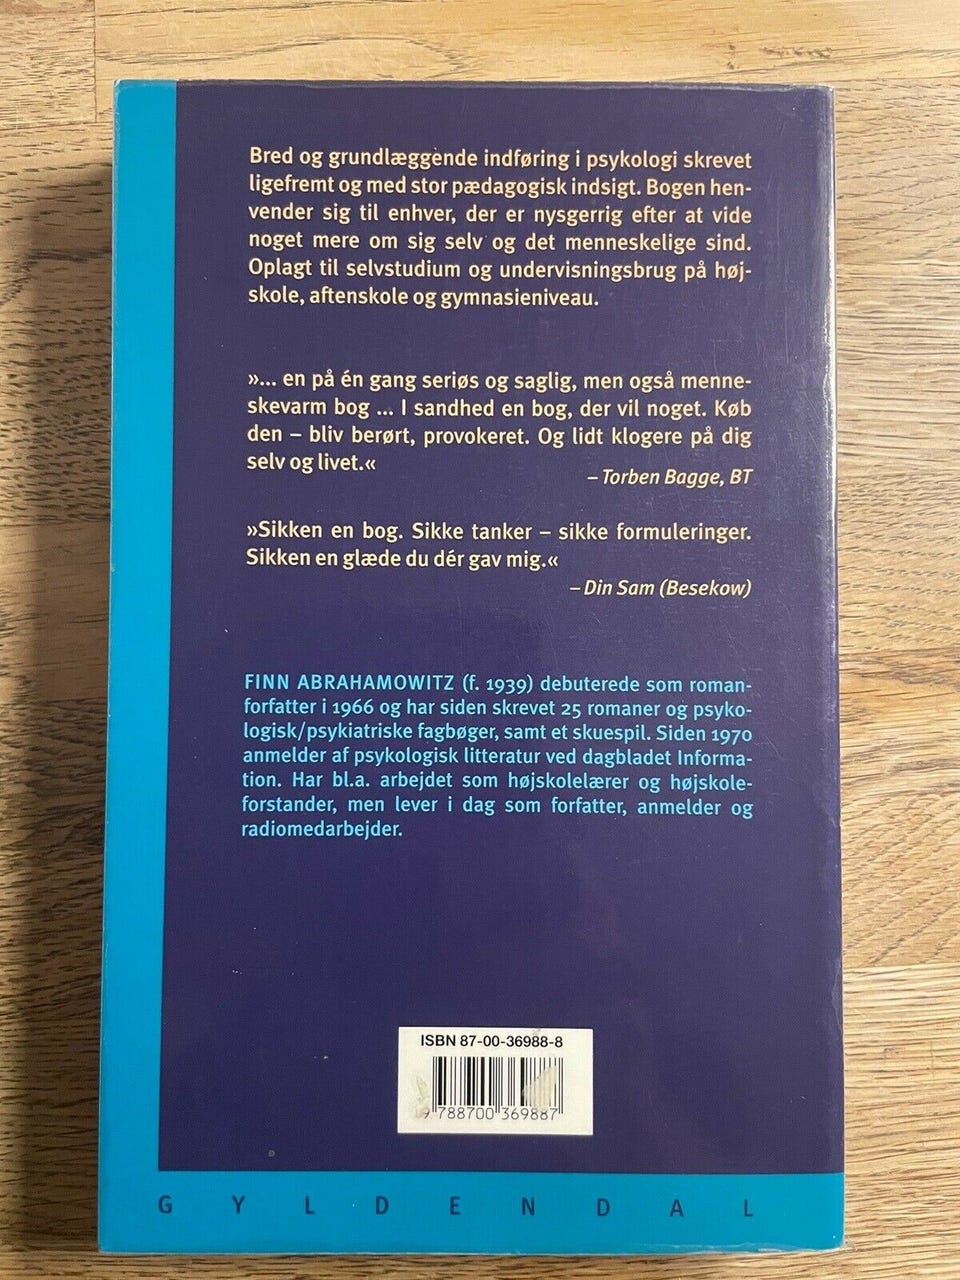 Bred og grundlæggende indføring i psykologi skrevet
ligefremt og med stor pædagogisk indsigt. Bogen hen-
vender sig til enhver, der er nysgerrig efter at vide
noget mere om sig selv og det menneskelige sind.
Oplagt til selvstudium og undervisningsbrug på høj-
skole, aftenskole og gymnasieniveau.
»... en på én gang seriøs og saglig, men også menne-
skevarm bog ... I sandhed en bog, der vil noget. Køb
den – bliv berørt, provokeret. Og lidt klogere på dig
selv og livet.«
– Torben Bagge, BT
»Sikken en bog. Sikke tanker – sikke formuleringer.
Sikken en glæde du dér gav mig.«
– Din Sam (Besekow)
FINN ABRAHAMOWITZ (f. 1939) debuterede som roman-
forfatter i 1966 og har siden skrevet 25 romaner og psyko-
logisk/psykiatriske fagbøger, samt et skuespil. Siden 1970
anmelder af psykologisk litteratur ved dagbladet Informa-
tion. Har bl.a. arbejdet som højskolelærer og højskole-
forstander, men lever i dag som forfatter, anmelder og
radiomedarbejder.
ISBN 87-00-36988-8
9 788700 369887
GYLDENDAL